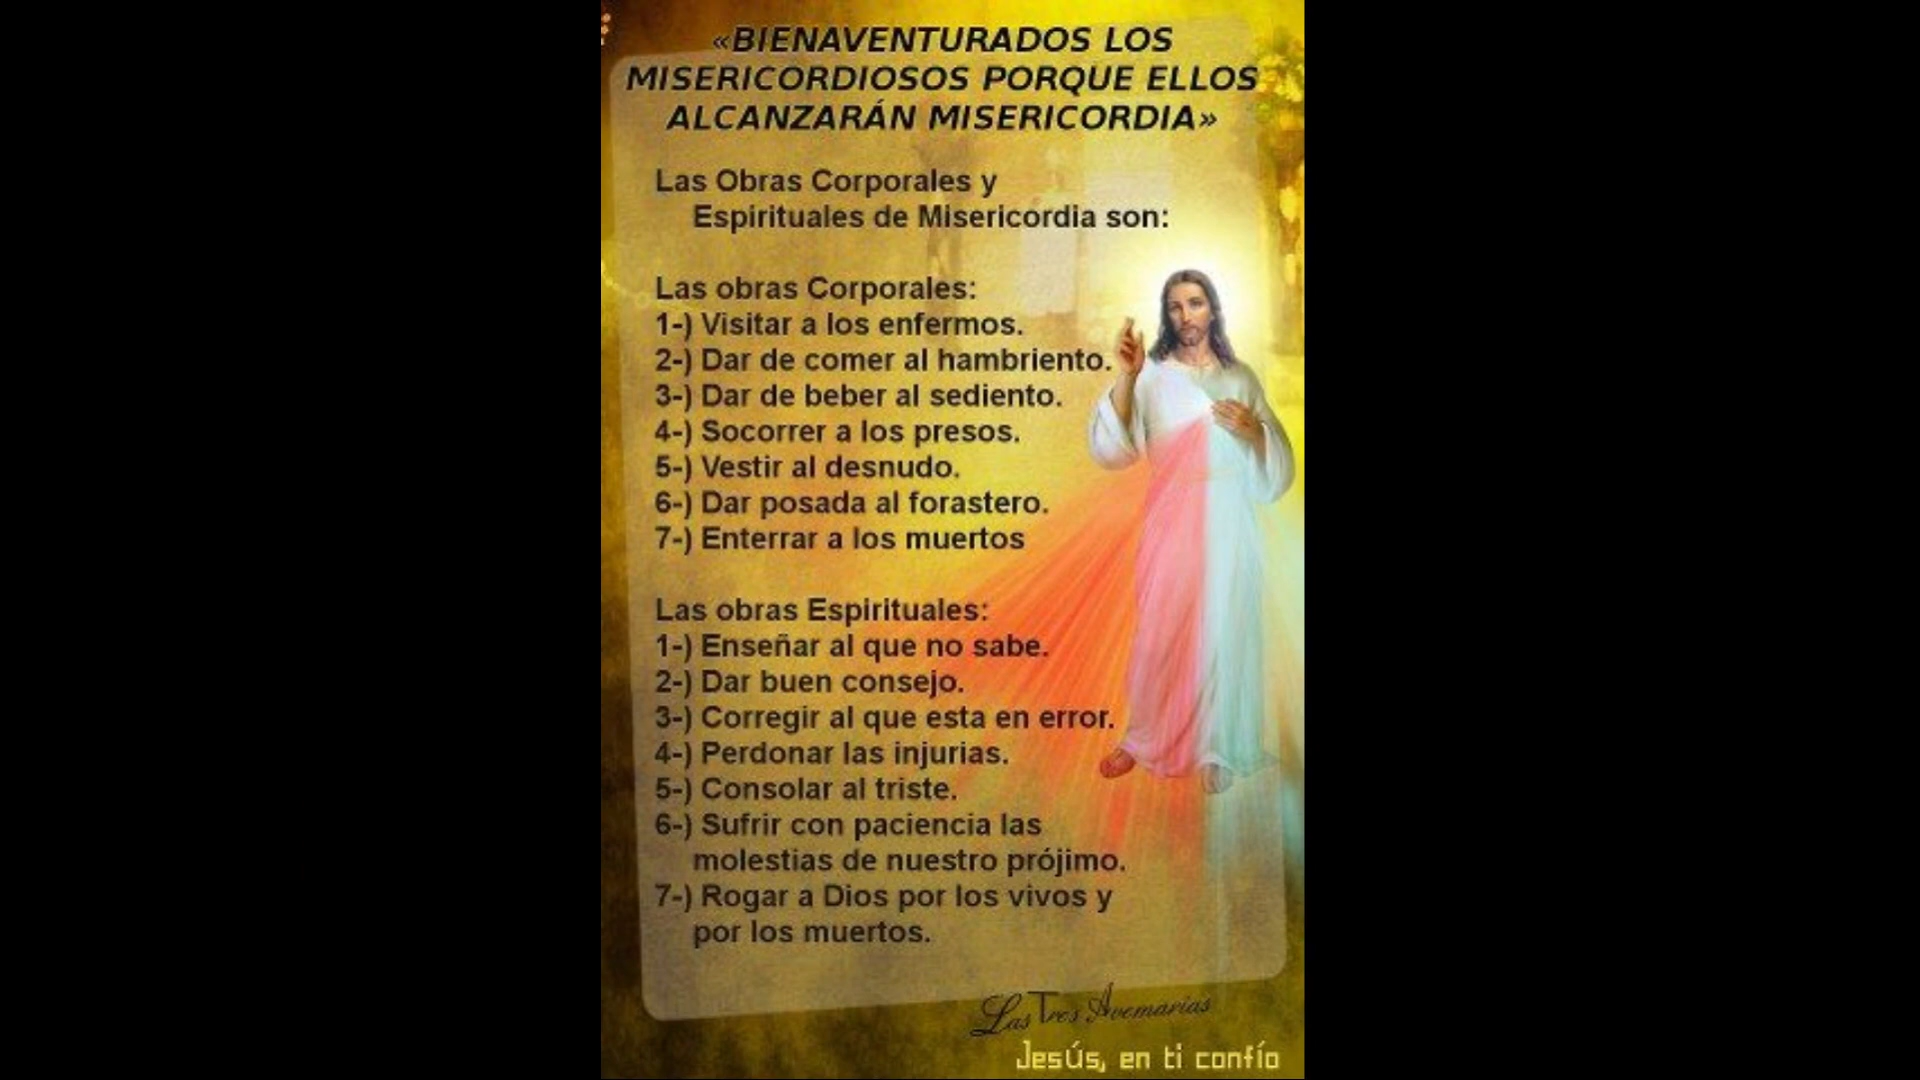 «BIENAVENTURADOS LOS
MISERICORDIOSOS PORQUE ELLOS
ALCANZARÁN MISERICORDIA»
Las Obras Corporales y
Espirituales de Misericordia son:
Las obras Corporales:
1-) Visitar a los enfermos.
2-) Dar de comer al hambriento.
3-) Dar de beber al sediento.
4-) Socorrer a los presos.
5-) Vestir al desnudo.
6-) Dar posada al forastero.
7-) Enterrar a los muertos
Las obras Espirituales:
1-) Enseñar al que no sabe.
2-) Dar buen consejo.
3-) Corregir al que esta en error.
4-) Perdonar las injurias.
5-) Consolar al triste.
6-) Sufrir con paciencia las
molestias de nuestro prójimo.
7-) Rogar a Dios por los vivos y
por los muertos.
Las Tres Avemarías
Jesús, en ti confío